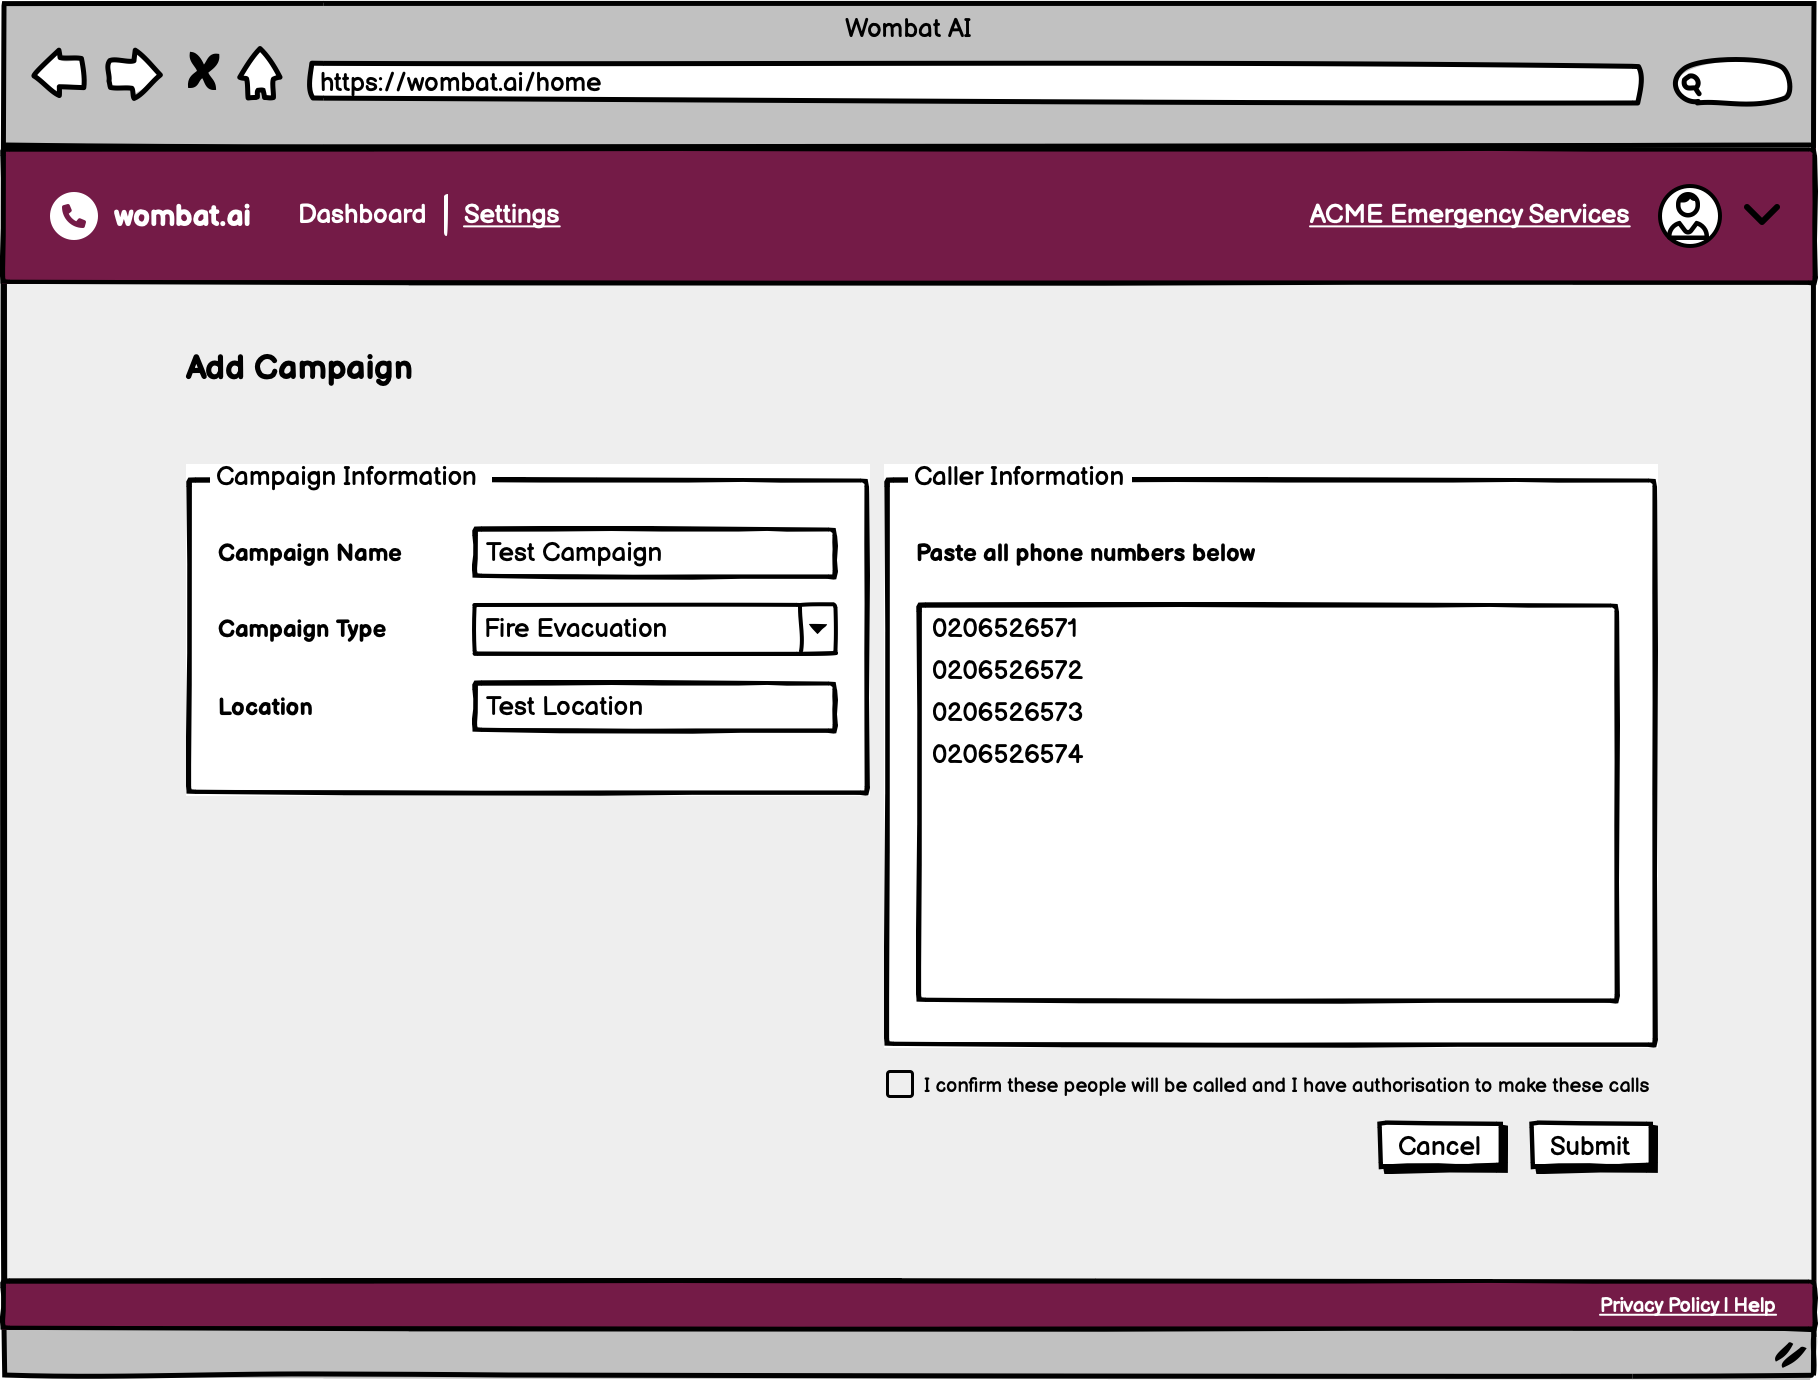 Wombat AI
https://wombat.ai/home
wombat.ai
Dashboard
Settings
ACME Emergency Services
Add Campaign
Campaign Information
Campaign Name
Test Campaign
Campaign Type
Fire Evacuation
Location
Test Location
Caller Information
Paste all phone numbers below
0206526571
0206526572
0206526573
0206526574
I confirm these people will be called and I have authorisation to make these calls
Cancel
Submit
Privacy Policy | Help